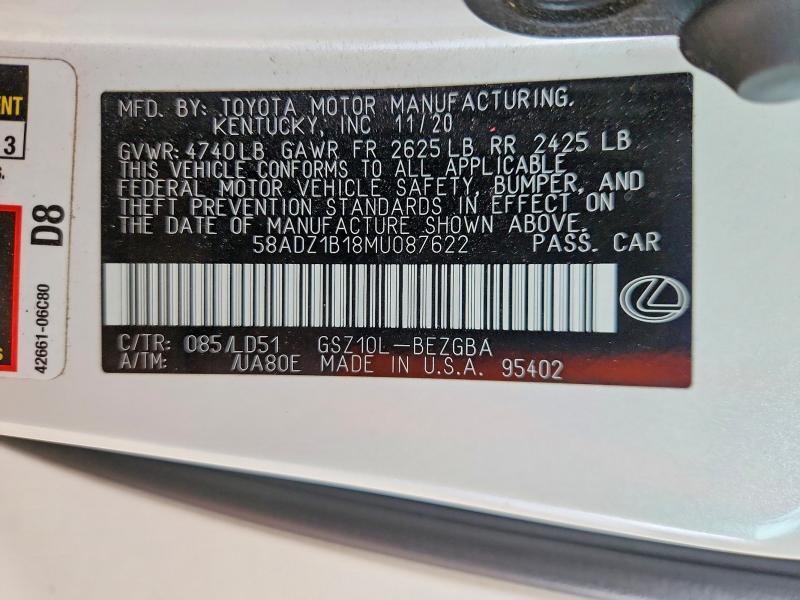 ENT
3
S.
D8
42661-06C80
s
MFD. BY: TOYOTA MOTOR MANUFACTURING,
KENTUCKY, INC 11/20
GVWR: 4740LB GAWR FR 2625LB RR 2425 LB
THIS VEHICLE CONFORMS TO ALL APPLICABLE
FEDERAL MOTOR VEHICLE SAFETY, BUMPER, AND
THEFT PREVENTION STANDARDS IN EFFECT ON
THE DATE OF MANUFACTURE SHOWN ABOVE.
58ADZ1B18MU087622 PASS. CAR
C/TR: 085/LD51 GSZ10L-BEZGBA
A/TM: /UA80E MADE IN U.S.A. 95402